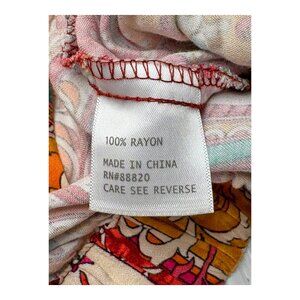 100% RAYON
MADE IN CHINA
RN#88820
CARE SEE REVERSE